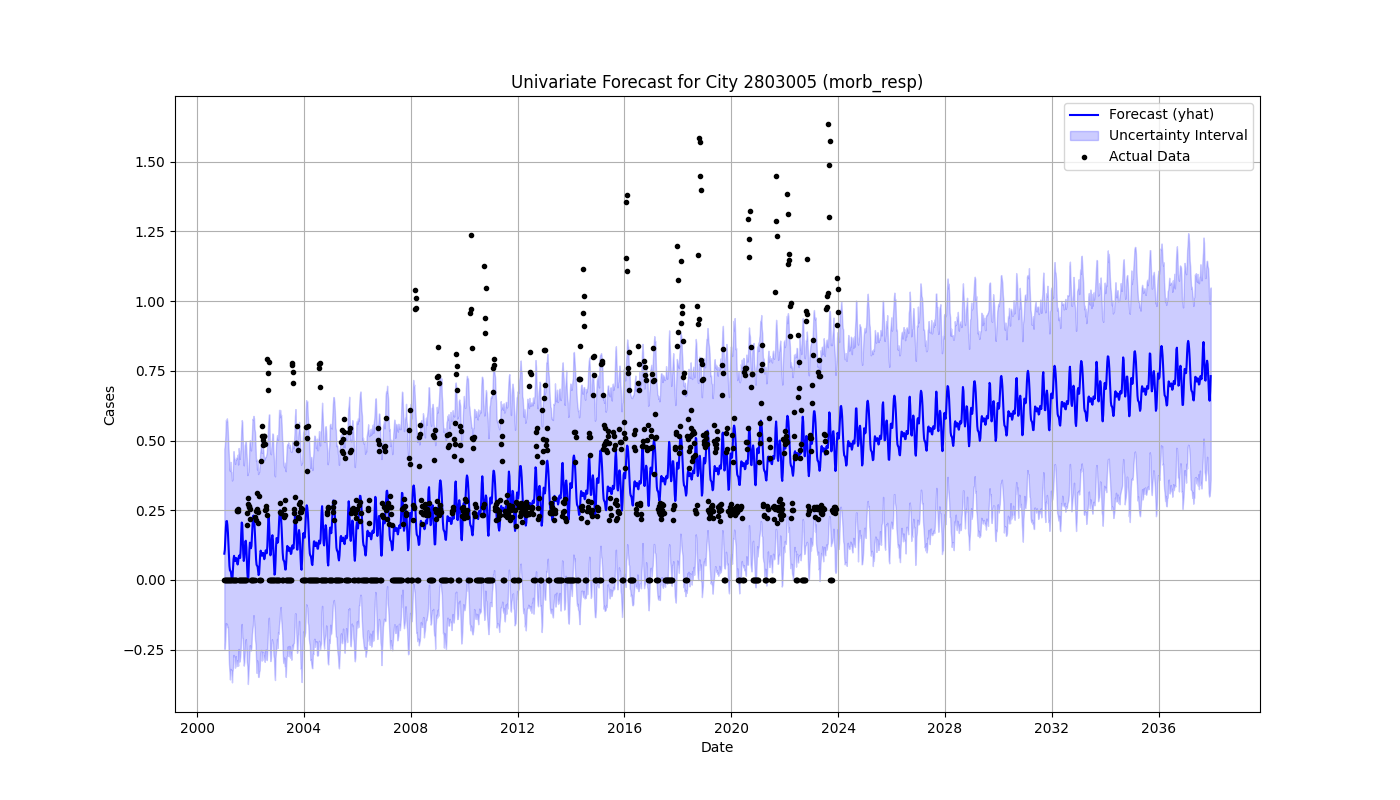 Univariate Forecast for City 2803005 (morb_resp)
Forecast (yhat)
Uncertainty Interval
Actual Data
Cases
1.50
1.25
1.00
0.75
0.50
0.25
0.00
−0.25
2000 2004 2008 2012 2016 2020 2024 2028 2032 2036
Date